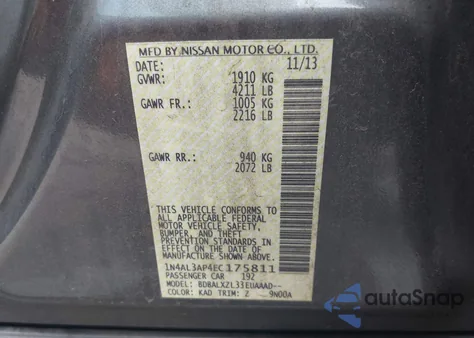 MFD BY NISSAN MOTOR CO., LTD.
DATE: 11/13
GVWR: 1910 KG
4211 LB
GAWR FR.: 1005 KG
2216 LB
GAWR RR.: 940 KG
2072 LB
THIS VEHICLE CONFORMS TO
ALL APPLICABLE FEDERAL
MOTOR VEHICLE SAFETY,
BUMPER, AND THEFT
PREVENTION STANDARDS
IN EFFECT ON THE DATE OF
MANUFACTURE SHOWN ABOVE.
1N4AL3AP4EC175811
PASSENGER CAR 192
MODEL: BDBALXZL33EUAAAD--
COLOR: KAD TRIM: Z 9N00A
autoSnap
www.autosnap.pro